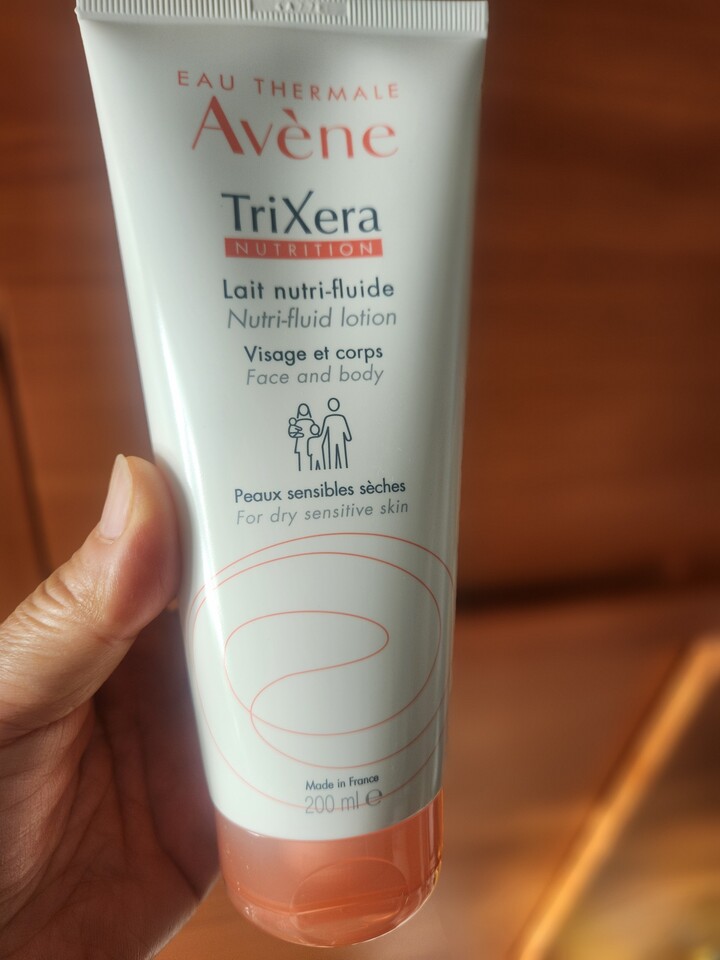 EAU THERMALE
Avène
TriXera
NUTRITION
Lait nutri-fluide
Nutri-fluid lotion
Visage et corps
Face and body
Peaux sensibles sèches
For dry sensitive skin
Made in France
200 ml ℮